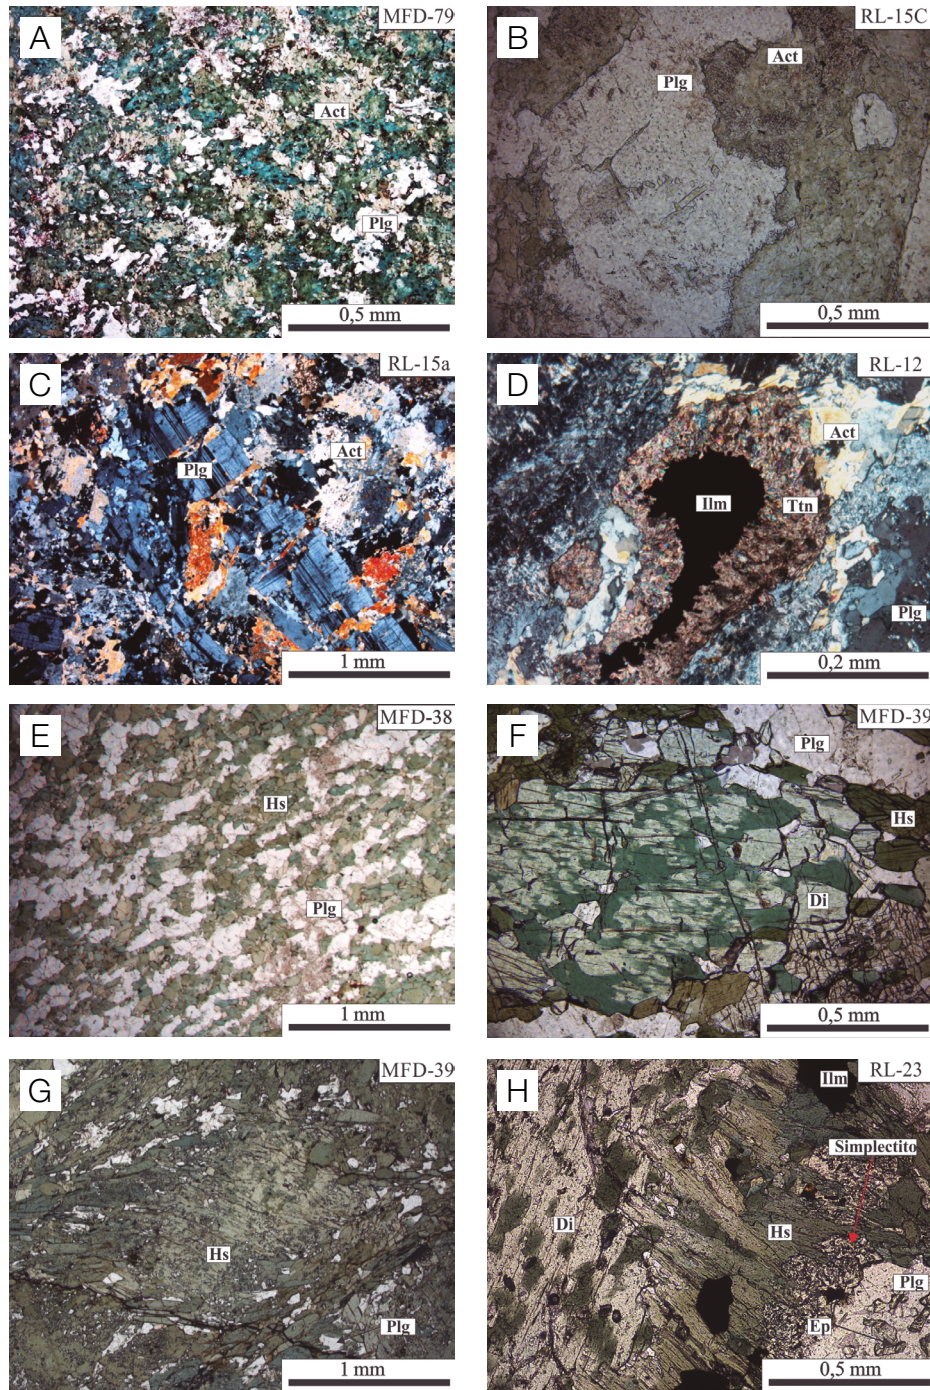 A
MFD-79
Act
Plg
0,5 mm
B
RL-15C
Act
Plg
0,5 mm
C
RL-15a
Plg
Act
1 mm
D
RL-12
Act
Ilm
Ttn
Plg
0,2 mm
E
MFD-38
Hs
Plg
1 mm
F
MFD-39
Plg
Hs
Di
0,5 mm
G
MFD-39
Hs
Plg
1 mm
H
Ilm
RL-23
Simplectito
Di
Hs
Plg
Ep
0,5 mm